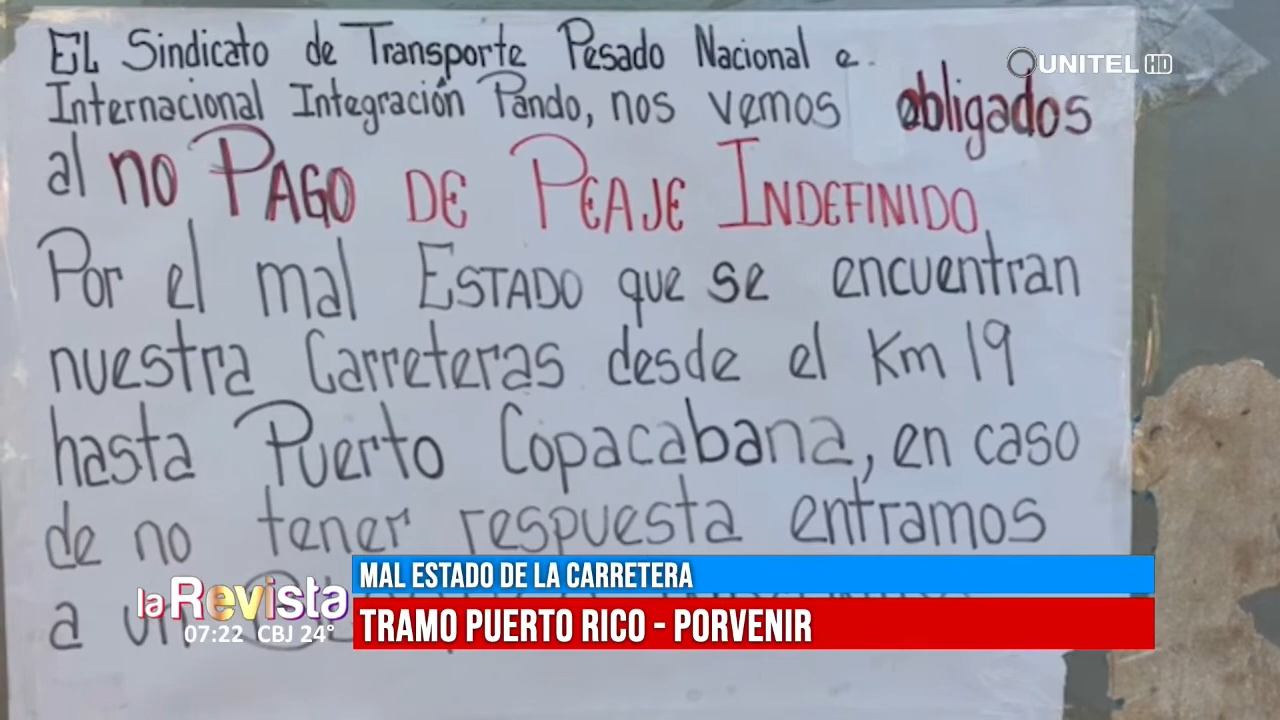 EL Sindicato de Transporte Pesado Nacional e.
UNITEL HD
Internacional Integración Pando, nos vemos obligados
al no PAGO DE PEAJE INDEFINIDO,
Por el mal ESTADO que se encuentran
nuestra Carreteras desde el Km 19
hasta Puerto Copacabana, en caso
de no tener respuesta entramos
a un
MAL ESTADO DE LA CARRETERA
la Revista
07:22 CBJ 24°
TRAMO PUERTO RICO - PORVENIR